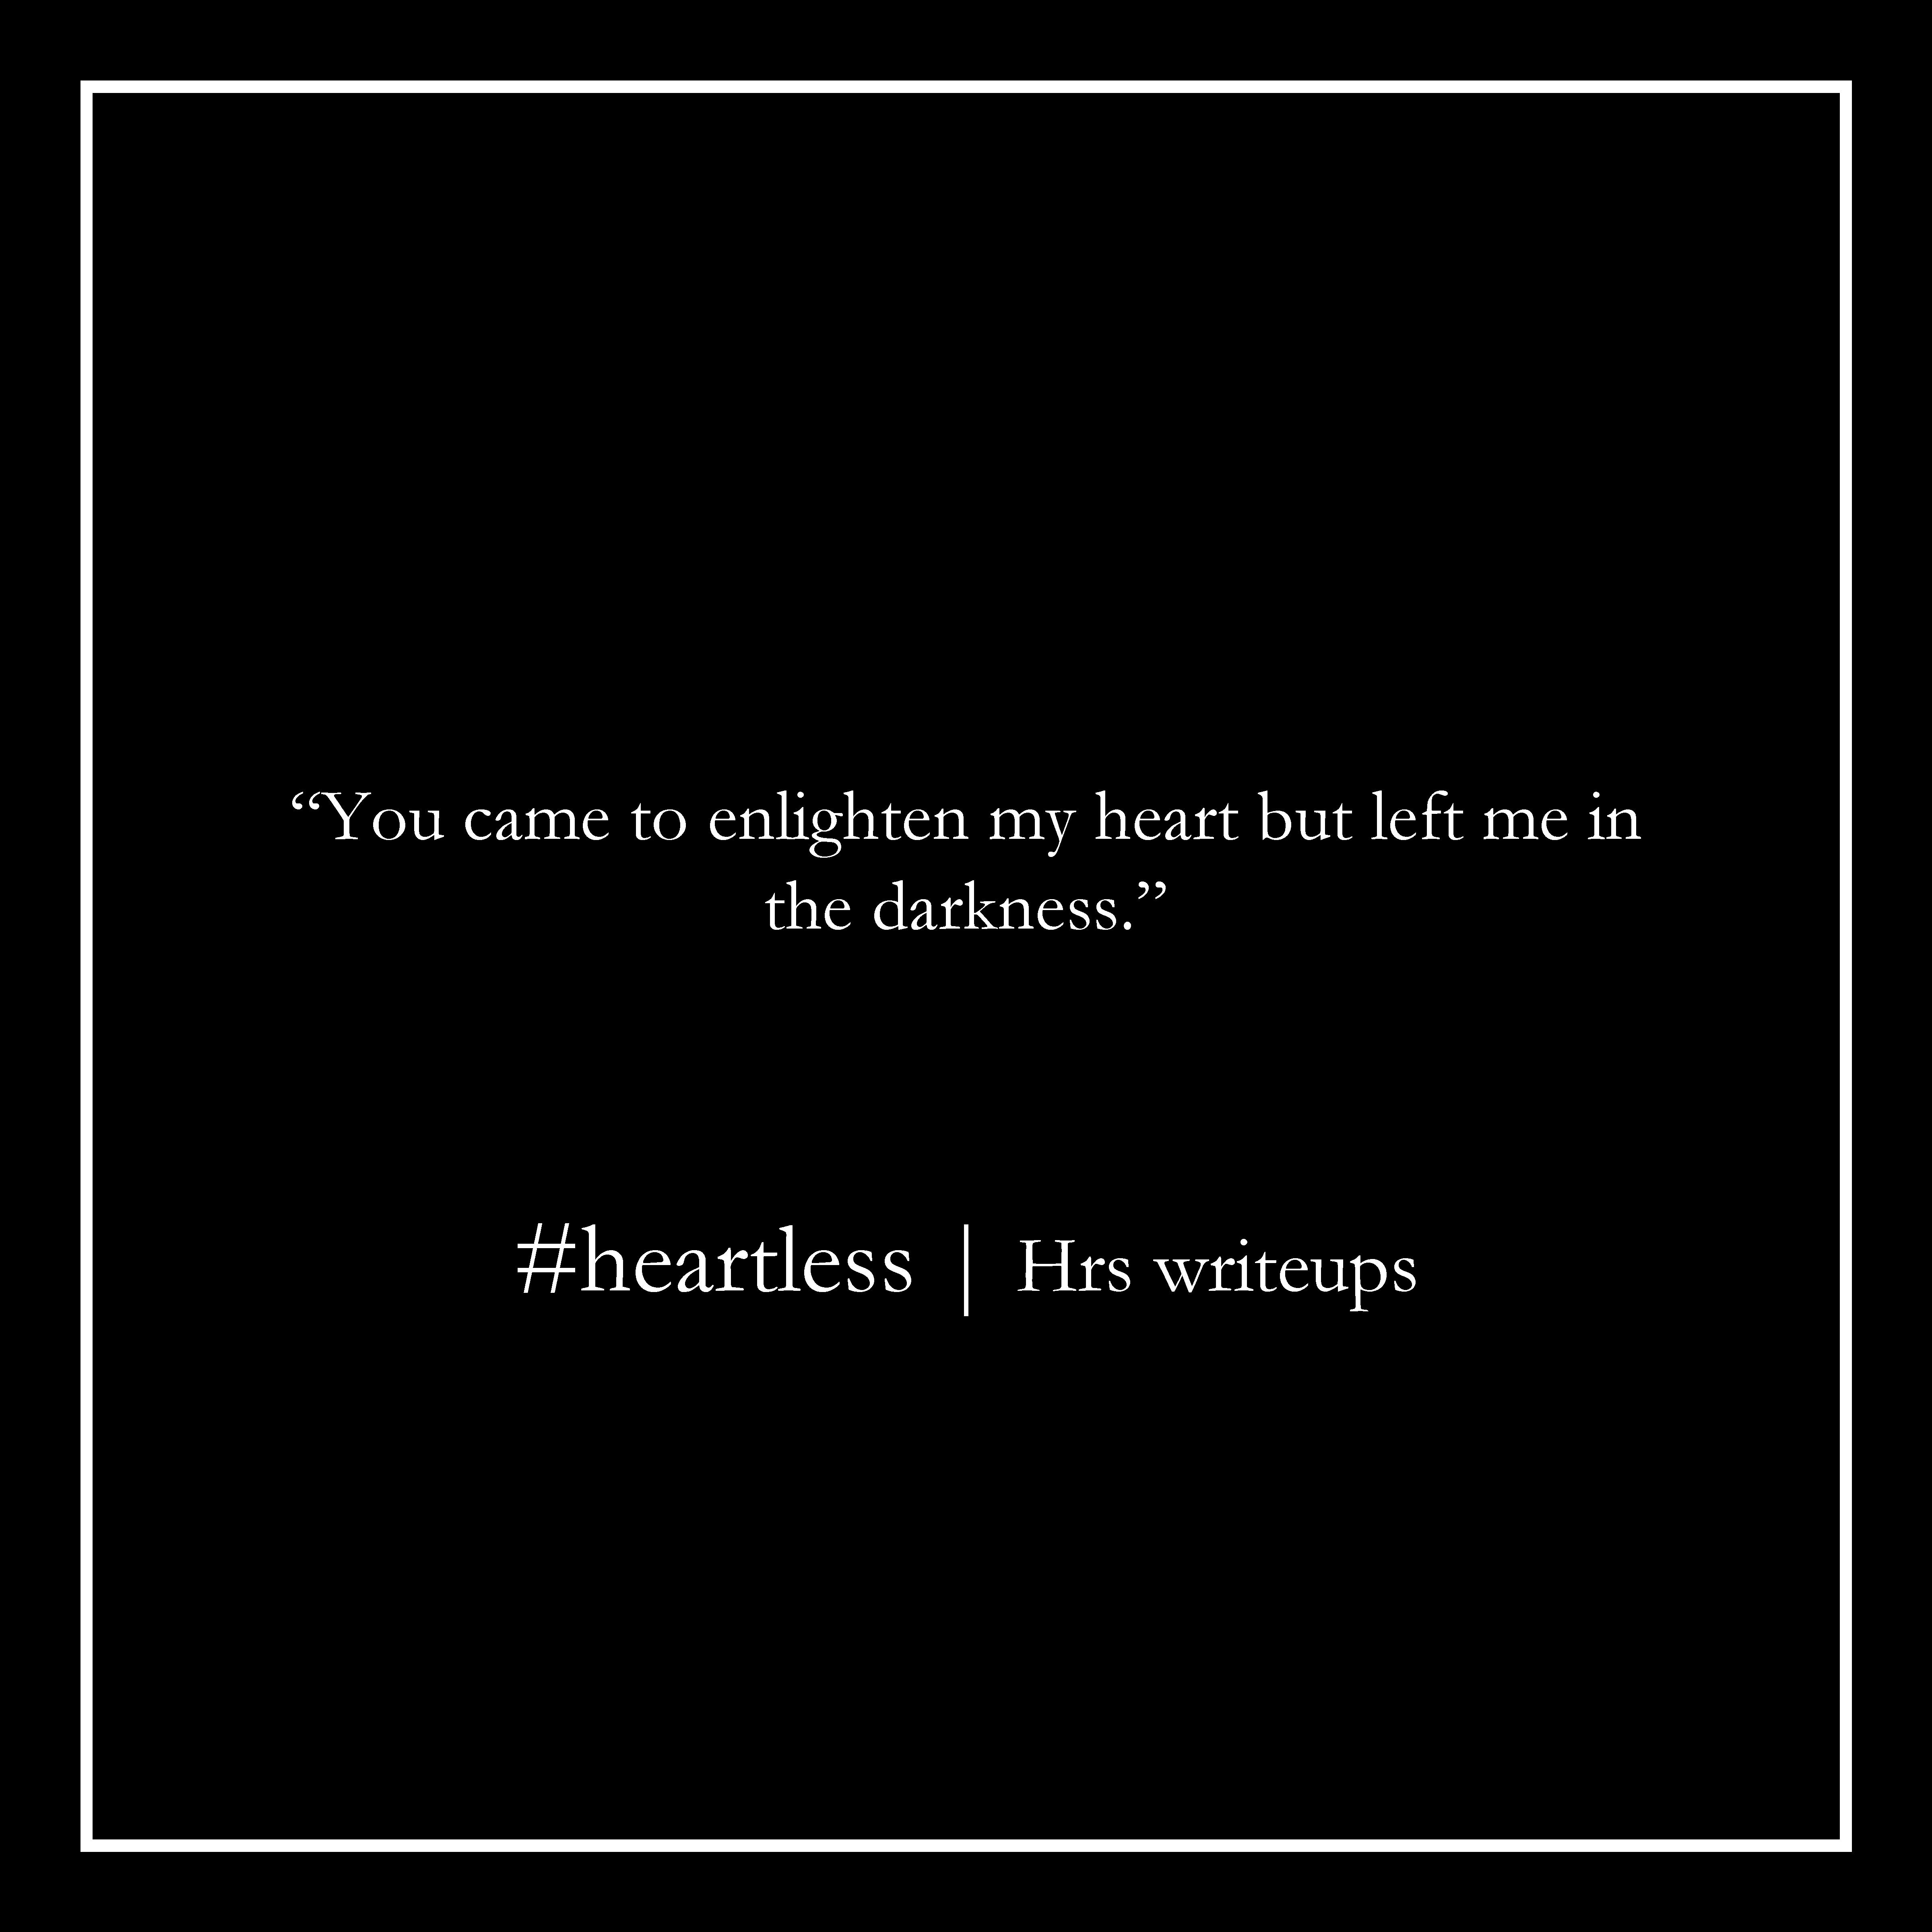 “You came to enlighten my heart but left me in
the darkness.”
#heartless | Hrs writeups